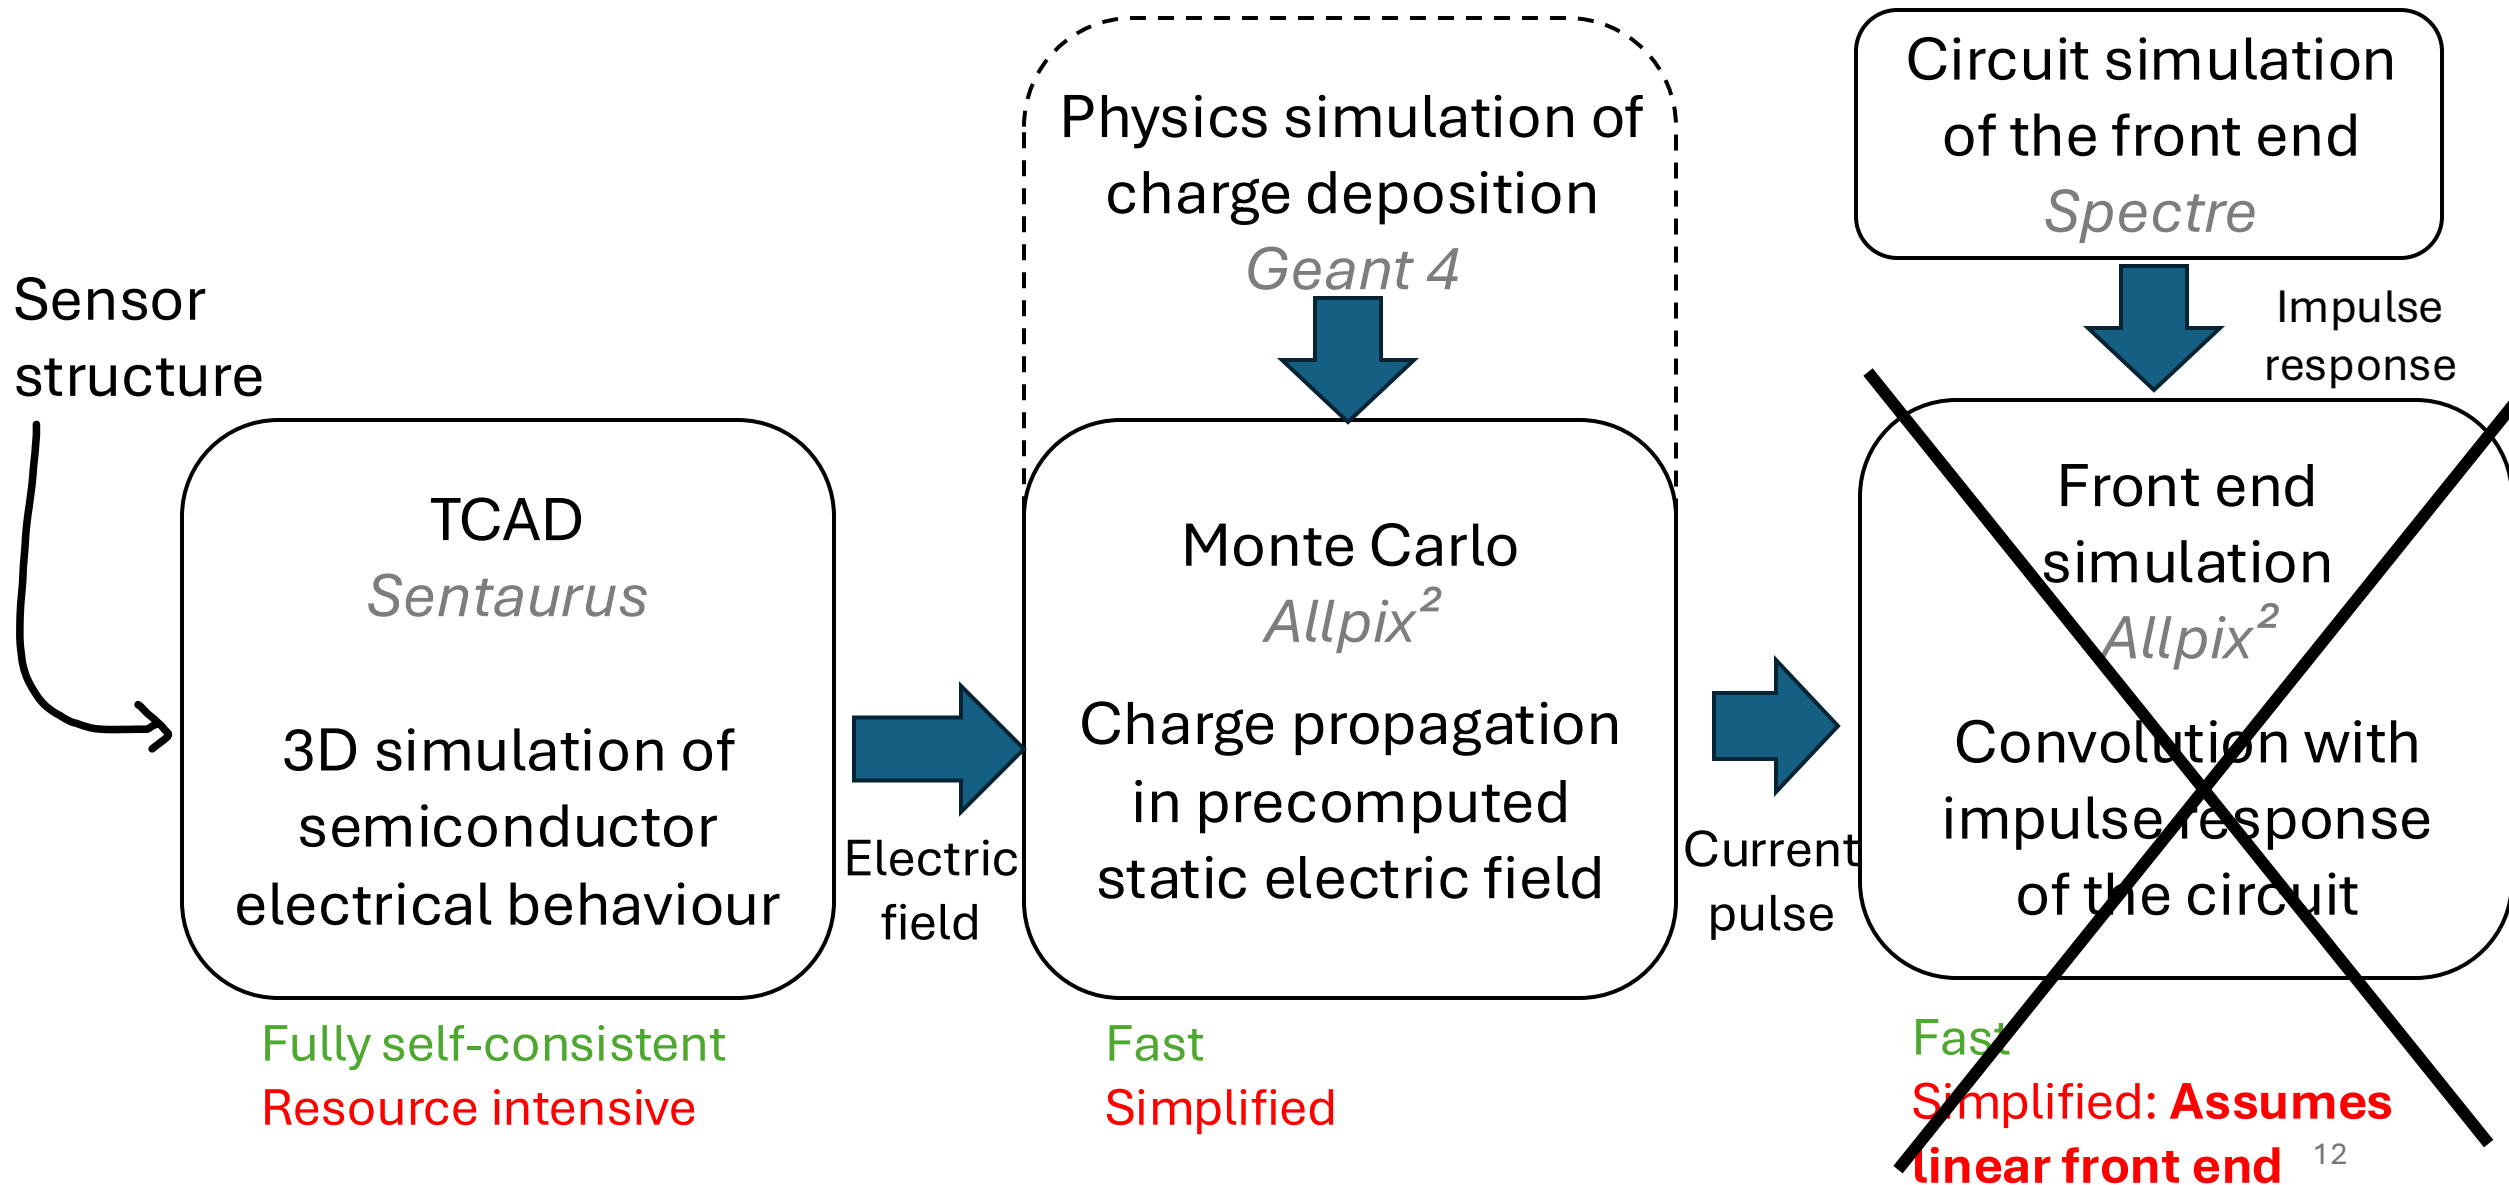 Sensor
structure
TCAD
Sentaurus
3D simulation of
semiconductor
electrical behaviour
Fully self-consistent
Resource intensive
Electric
field
Physics simulation of
charge deposition
Geant 4
Monte Carlo
Allpix²
Charge propagation
in precomputed
static electric field
Fast
Simplified
Current
pulse
Circuit simulation
of the front end
Spectre
Impulse
response
Front end
simulation
Allpix²
Convolution with
impulse response
of the circuit
Fast
Simplified: Assumes
linear front end
12